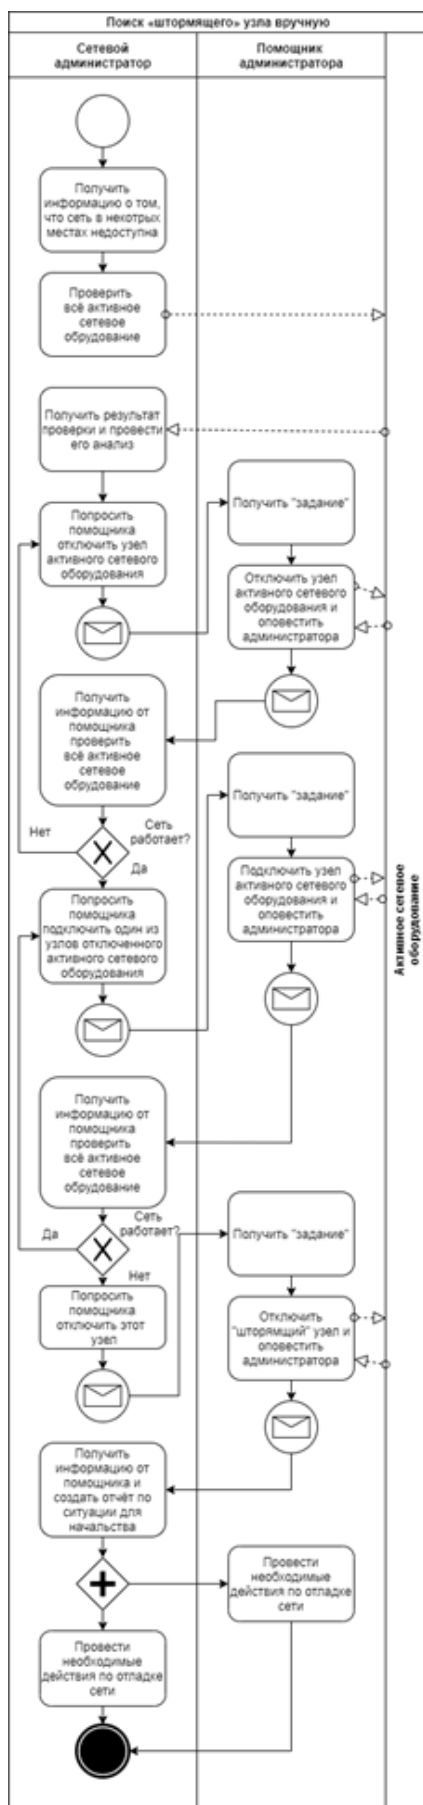 Поиск «штормящего» узла вручную
Сетевой
администратор
Помощник
администратора
Получить
информацию о том,
что сеть в некотрых
местах недоступна
Проверить
всё активное
сетевое
обрудование
Получить результат
проверки и провести
его анализ
Попросить
помощника
отключить узел
активного сетевого
оборудования
Получить "задание"
Отключить узел
активного сетевого
оборудования и
оповестить
администратора
Получить
информацию от
помощника
проверить
всё активное
сетевое
обрудование
Нет
Сеть
работает?
Да
Получить "задание"
Попросить
помощника
подключить один из
узлов отключенного
активного сетевого
оборудования
Подключить узел
активного сетевого
оборудования и
оповестить
администратора
Активное сетевое
оборудование
Получить
информацию от
помощника
проверить
всё активное
сетевое
обрудование
Да
Сеть
работает?
Нет
Получить "задание"
Попросить
помощника
отключить этот
узел
Отключить
"шторямщий" узел и
оповестить
администратора
Получить
информацию от
помощника и
создать отчёт по
ситуации для
начальства
Провести
необходимые
действия по отладке
сети
Провести
необходимые
действия по отладке
сети